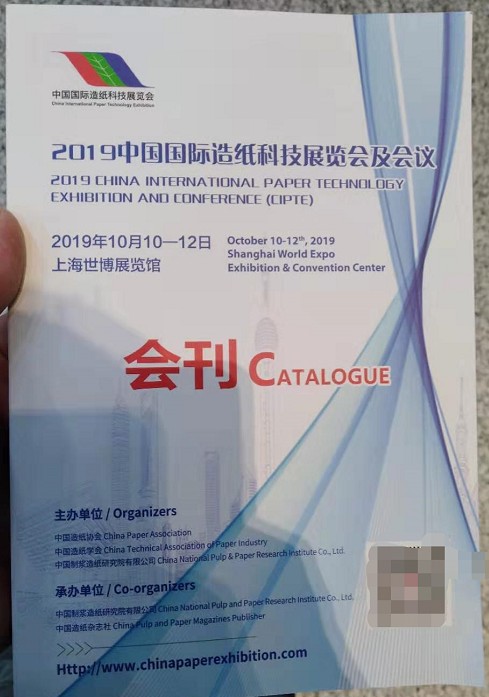 中国国际造纸科技展览会
China International Paper Technology Exhibition
2019中国国际造纸科技展览会及会议
2019 CHINA INTERNATIONAL PAPER TECHNOLOGY
EXHIBITION AND CONFERENCE (CIPTE)
2019年10月10—12日
上海世博展览馆
October 10-12th, 2019
Shanghai World Expo
Exhibition & Convention Center
会刊 CATALOGUE
主办单位 / Organizers
中国造纸协会 China Paper Association
中国造纸学会 China Technical Association of Paper Industry
中国制浆造纸研究院有限公司 China National Pulp & Paper Research Institute Co., Ltd.
承办单位 / Co-organizers
中国制浆造纸研究院有限公司 China National Pulp and Paper Research Institute Co., Ltd.
中国造纸杂志社 China Pulp and Paper Magazines Publisher
Http://www.chinapaperexhibition.com